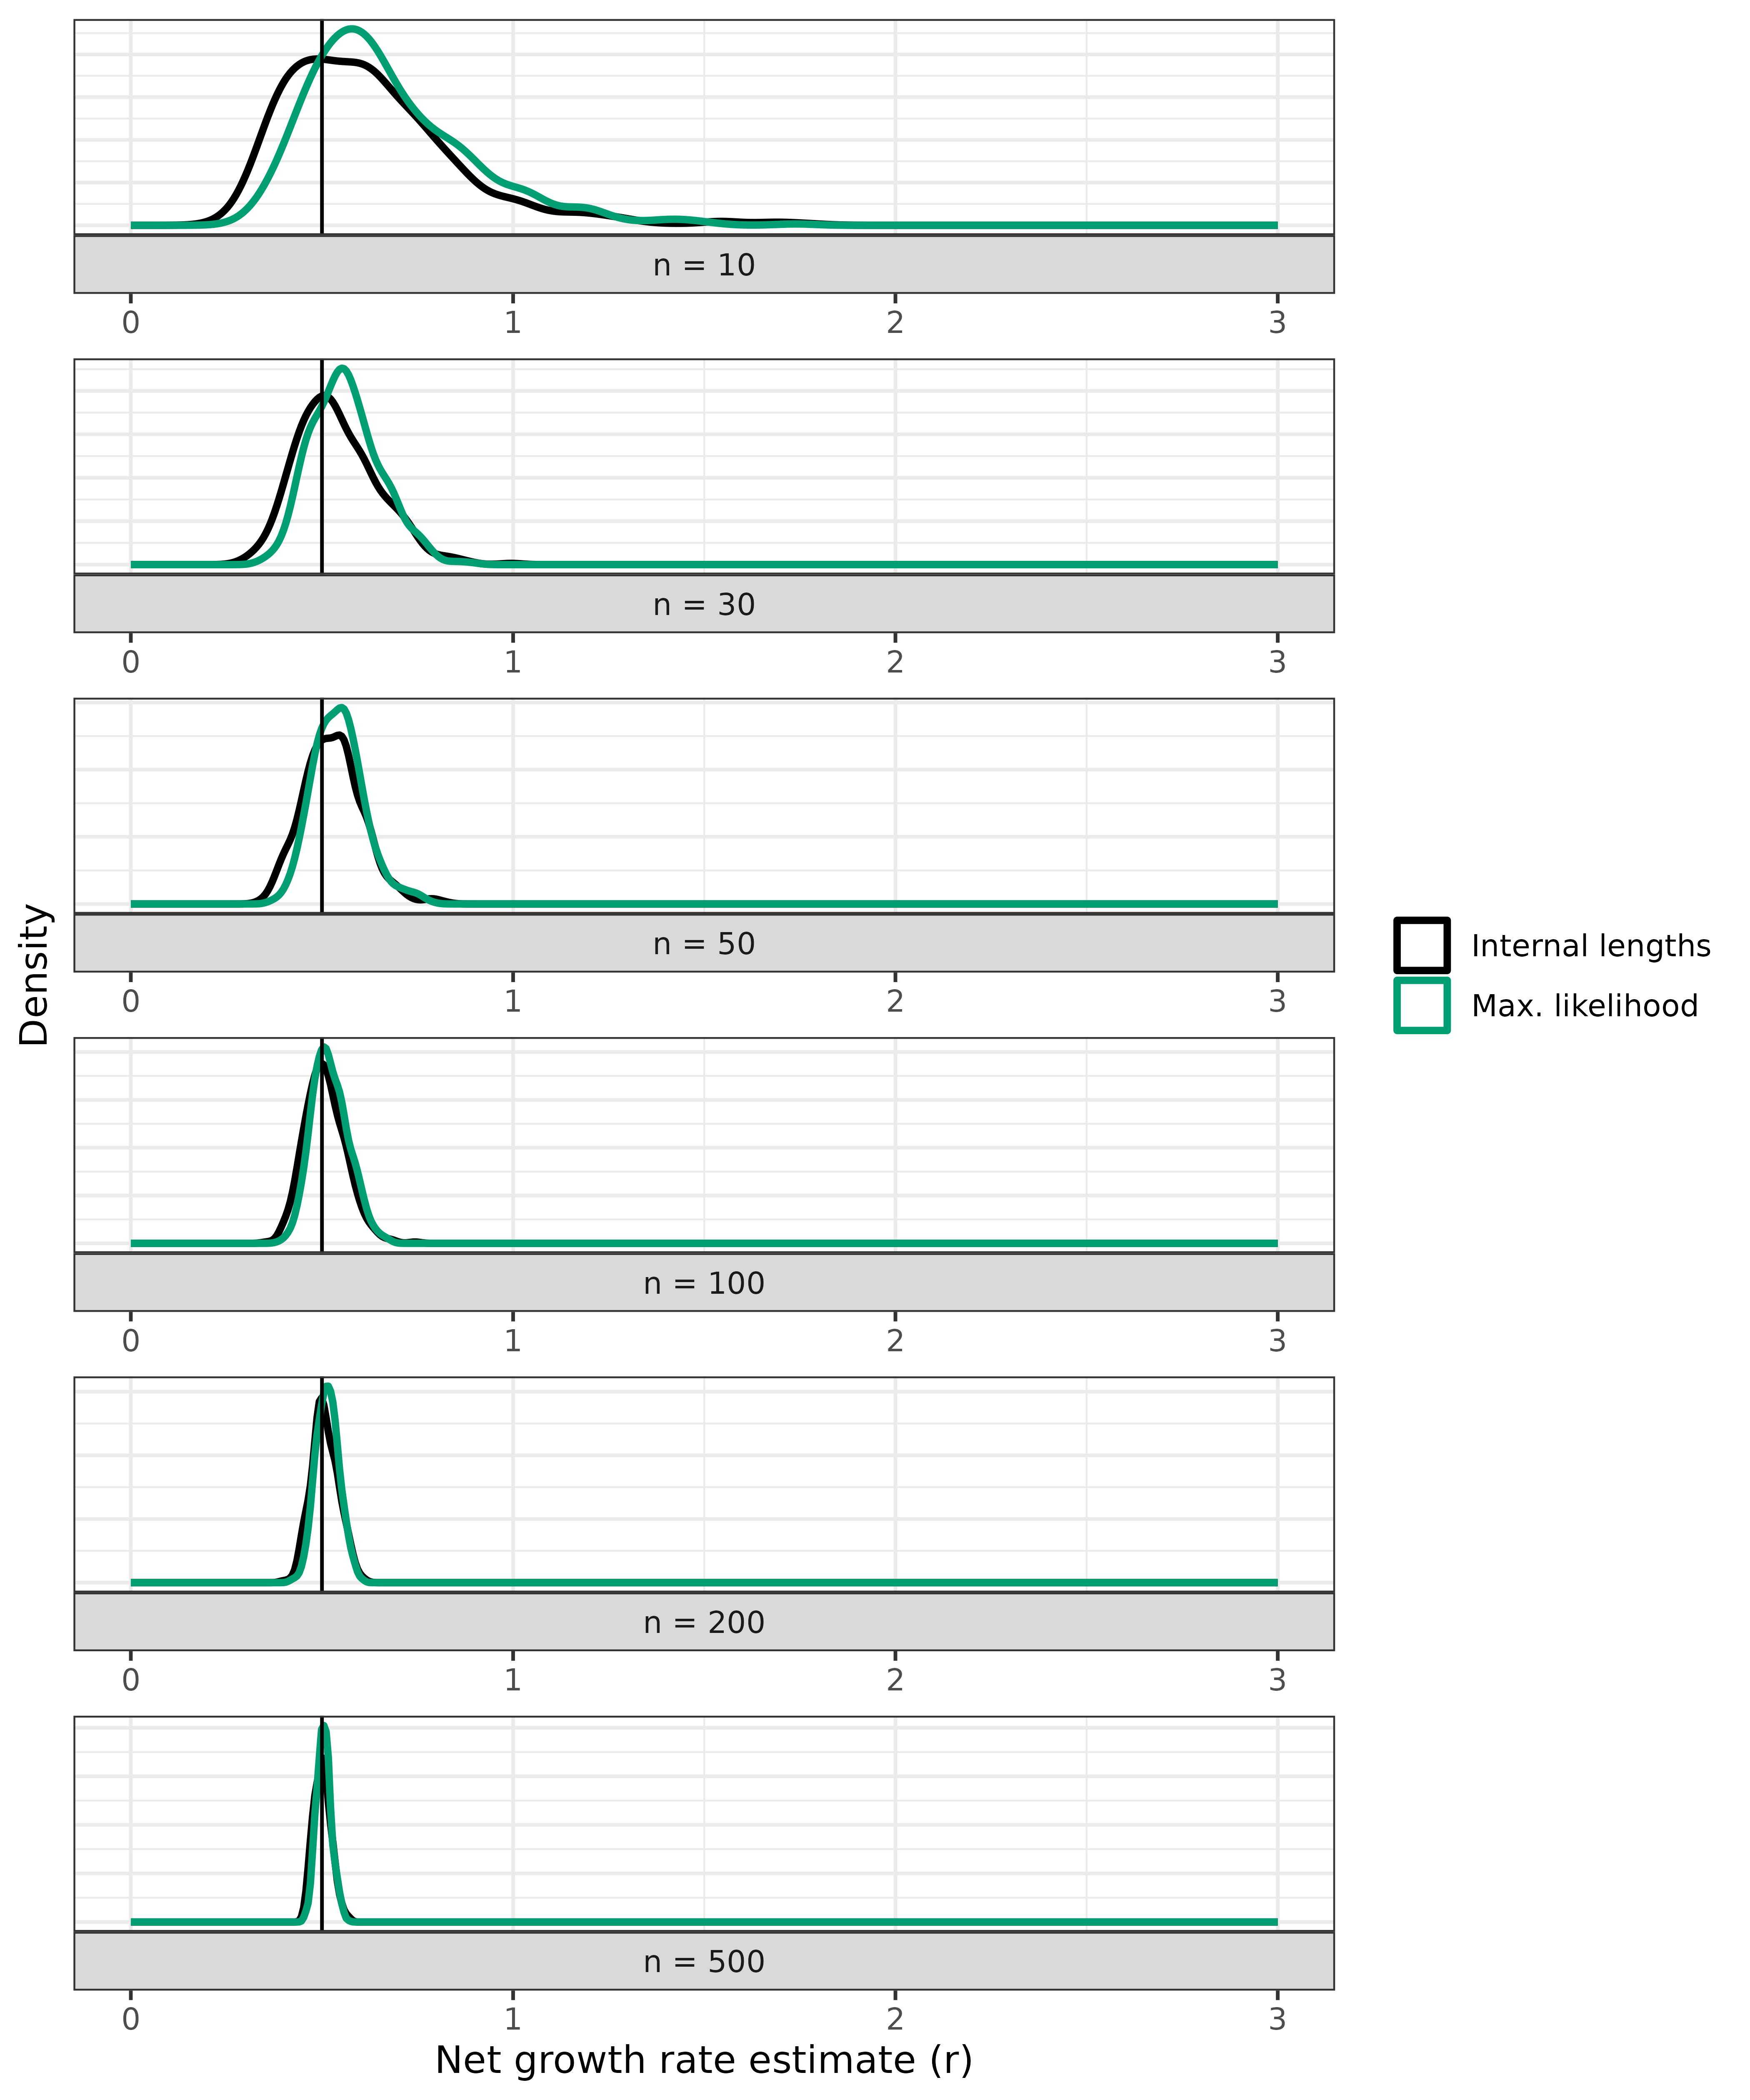 n = 10
0 1 2 3
n = 30
0 1 2 3
n = 50
0 1 2 3
n = 100
0 1 2 3
n = 200
0 1 2 3
n = 500
0 1 2 3
Net growth rate estimate (r)
Density
Internal lengths
Max. likelihood